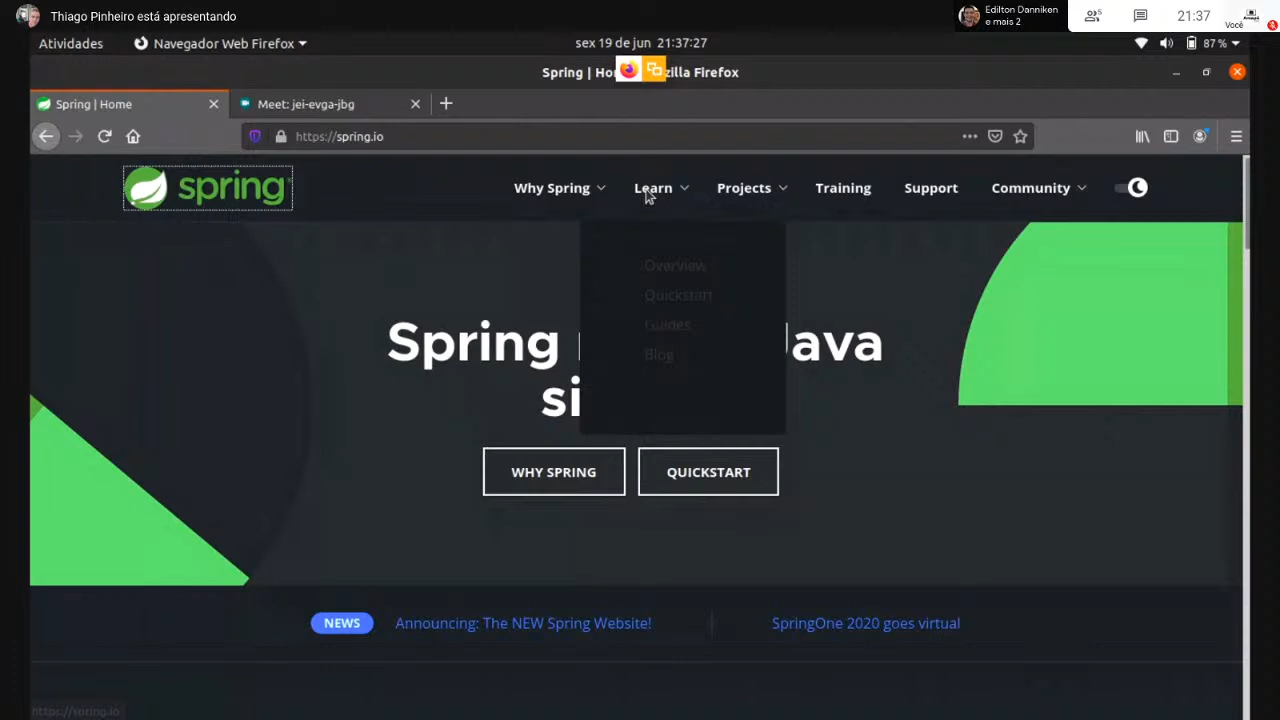 Thiago Pinheiro está apresentando
Edilton Danniken
e mais 2
5
21:37
Você
Atividades
Navegador Web Firefox
sex 19 de jun 21:37:27
87 %
Spring | Ho
zilla Firefox
Spring | Home
Meet: jei-evga-jbg
https://spring.io
spring
Why Spring
Learn
Projects
Training
Support
Community
Overview
Quickstart
Guides
Blog
Spring
Java
si
WHY SPRING
QUICKSTART
NEWS
Announcing: The NEW Spring Website!
SpringOne 2020 goes virtual
https://spring.io